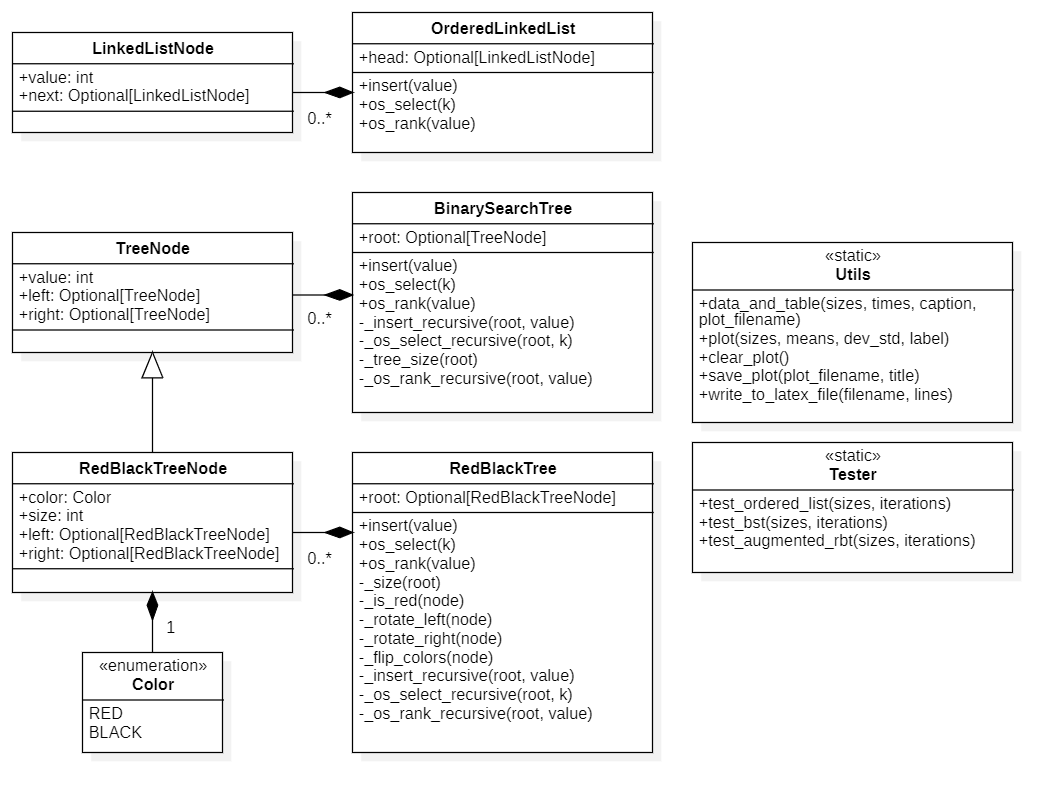 LinkedListNode
+value: int
+next: Optional[LinkedListNode]
0..*
OrderedLinkedList
+head: Optional[LinkedListNode]
+insert(value)
+os_select(k)
+os_rank(value)
TreeNode
+value: int
+left: Optional[TreeNode]
+right: Optional[TreeNode]
0..*
BinarySearchTree
+root: Optional[TreeNode]
+insert(value)
+os_select(k)
+os_rank(value)
-_insert_recursive(root, value)
-_os_select_recursive(root, k)
-_tree_size(root)
-_os_rank_recursive(root, value)
RedBlackTreeNode
+color: Color
+size: int
+left: Optional[RedBlackTreeNode]
+right: Optional[RedBlackTreeNode]
0..*
1
«enumeration»
Color
RED
BLACK
RedBlackTree
+root: Optional[RedBlackTreeNode]
+insert(value)
+os_select(k)
+os_rank(value)
-_size(root)
-_is_red(node)
-_rotate_left(node)
-_rotate_right(node)
-_flip_colors(node)
-_insert_recursive(root, value)
-_os_select_recursive(root, k)
-_os_rank_recursive(root, value)
«static»
Utils
+data_and_table(sizes, times, caption,
plot_filename)
+plot(sizes, means, dev_std, label)
+clear_plot()
+save_plot(plot_filename, title)
+write_to_latex_file(filename, lines)
«static»
Tester
+test_ordered_list(sizes, iterations)
+test_bst(sizes, iterations)
+test_augmented_rbt(sizes, iterations)